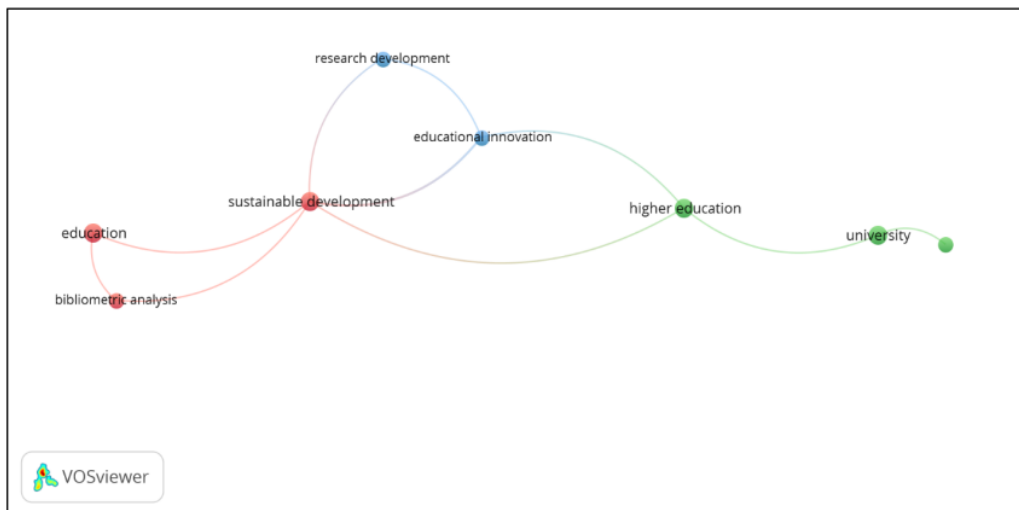 research development
educational innovation
sustainable development
higher education
education
university
bibliometric analysis
VOSviewer